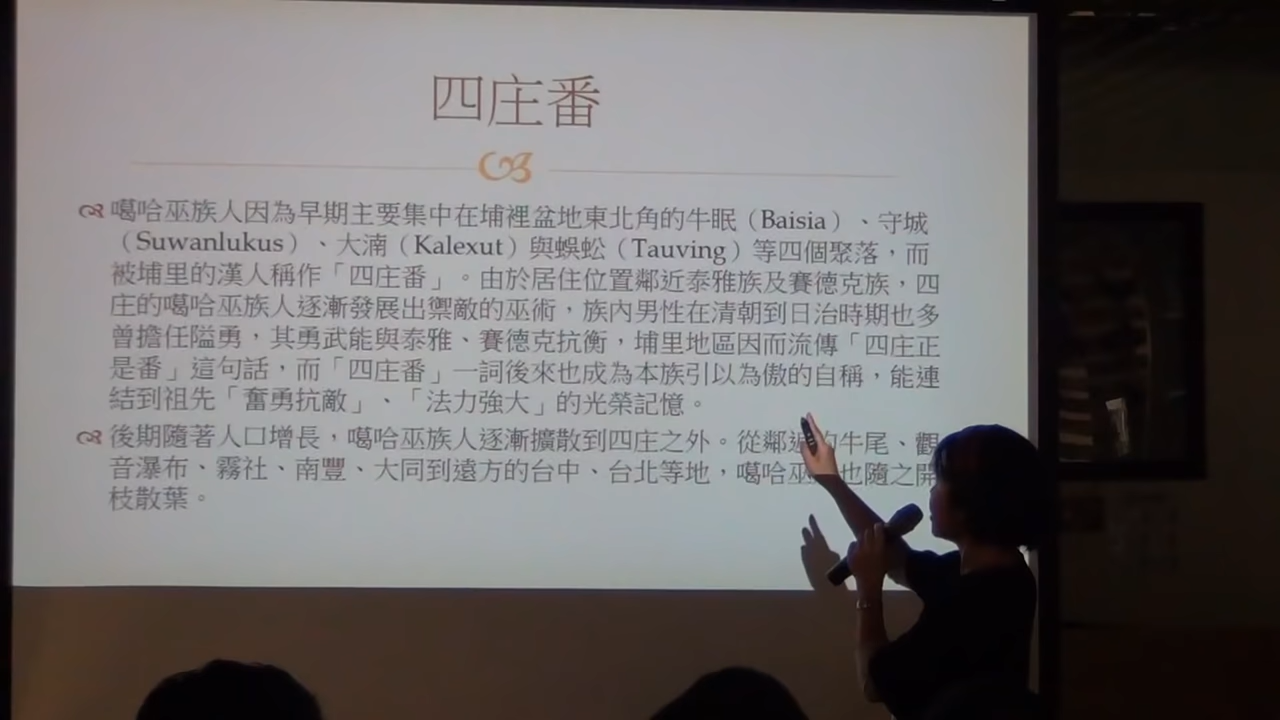 四庄番
噶哈巫族人因為早期主要集中在埔裡盆地東北角的牛眠（Baisia）、守城
（Suwanlukus）、大湳（Kalexut）與蜈蚣（Tauving）等四個聚落，而
被埔里的漢人稱作「四庄番」。由於居住位置鄰近泰雅族及賽德克族，四
庄的噶哈巫族人逐漸發展出禦敵的巫術，族內男性在清朝到日治時期也多
曾擔任隘勇，其勇武能與泰雅、賽德克抗衡，埔里地區因而流傳「四庄正
是番」這句話，而「四庄番」一詞後來也成為本族引以為傲的自稱，能連
結到祖先「奮勇抗敵」、「法力強大」的光榮記憶。
後期隨著人口增長，噶哈巫族人逐漸擴散到四庄之外。從鄰近的牛尾、觀
音瀑布、霧社、南豐、大同到遠方的台中、台北等地，噶哈巫 也隨之開
枝散葉。